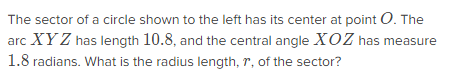 The sector of a circle shown to the left has its center at point O. The
arc XYZ has length 10.8, and the central angle XOZ has measure
1.8 radians. What is the radius length, r, of the sector?